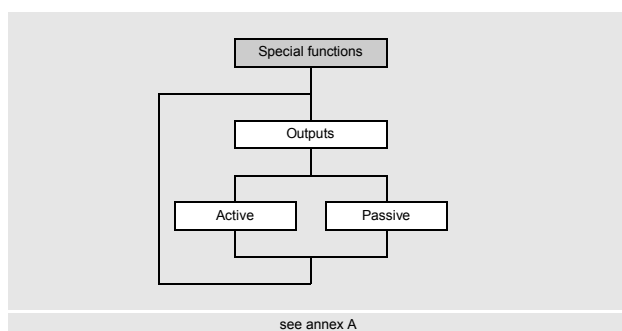 Special functions
Outputs
Active
Passive
see annex A